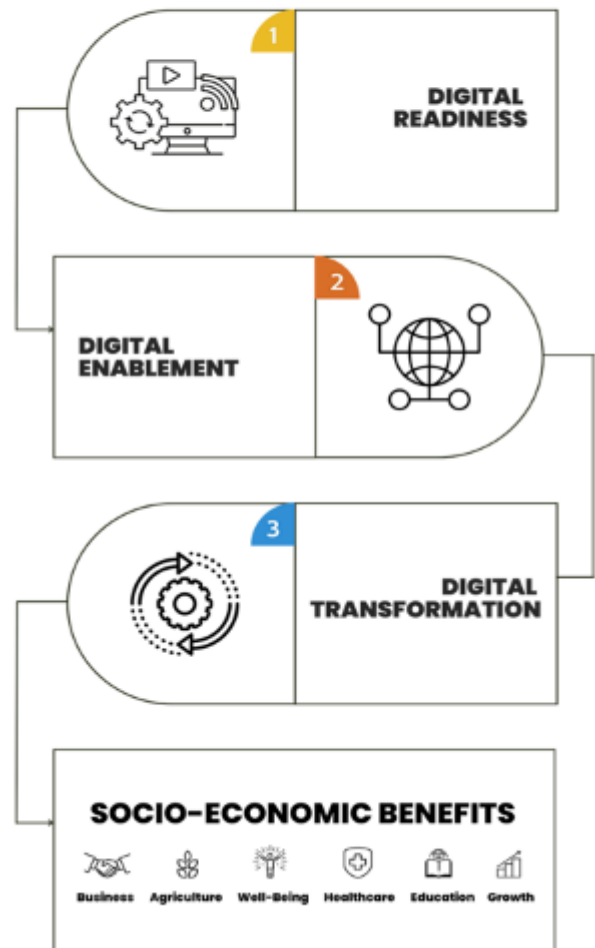 1
DIGITAL
READINESS
2
DIGITAL
ENABLEMENT
3
DIGITAL
TRANSFORMATION
SOCIO-ECONOMIC BENEFITS
Business Agriculture Well-Being Healthcare Education Growth